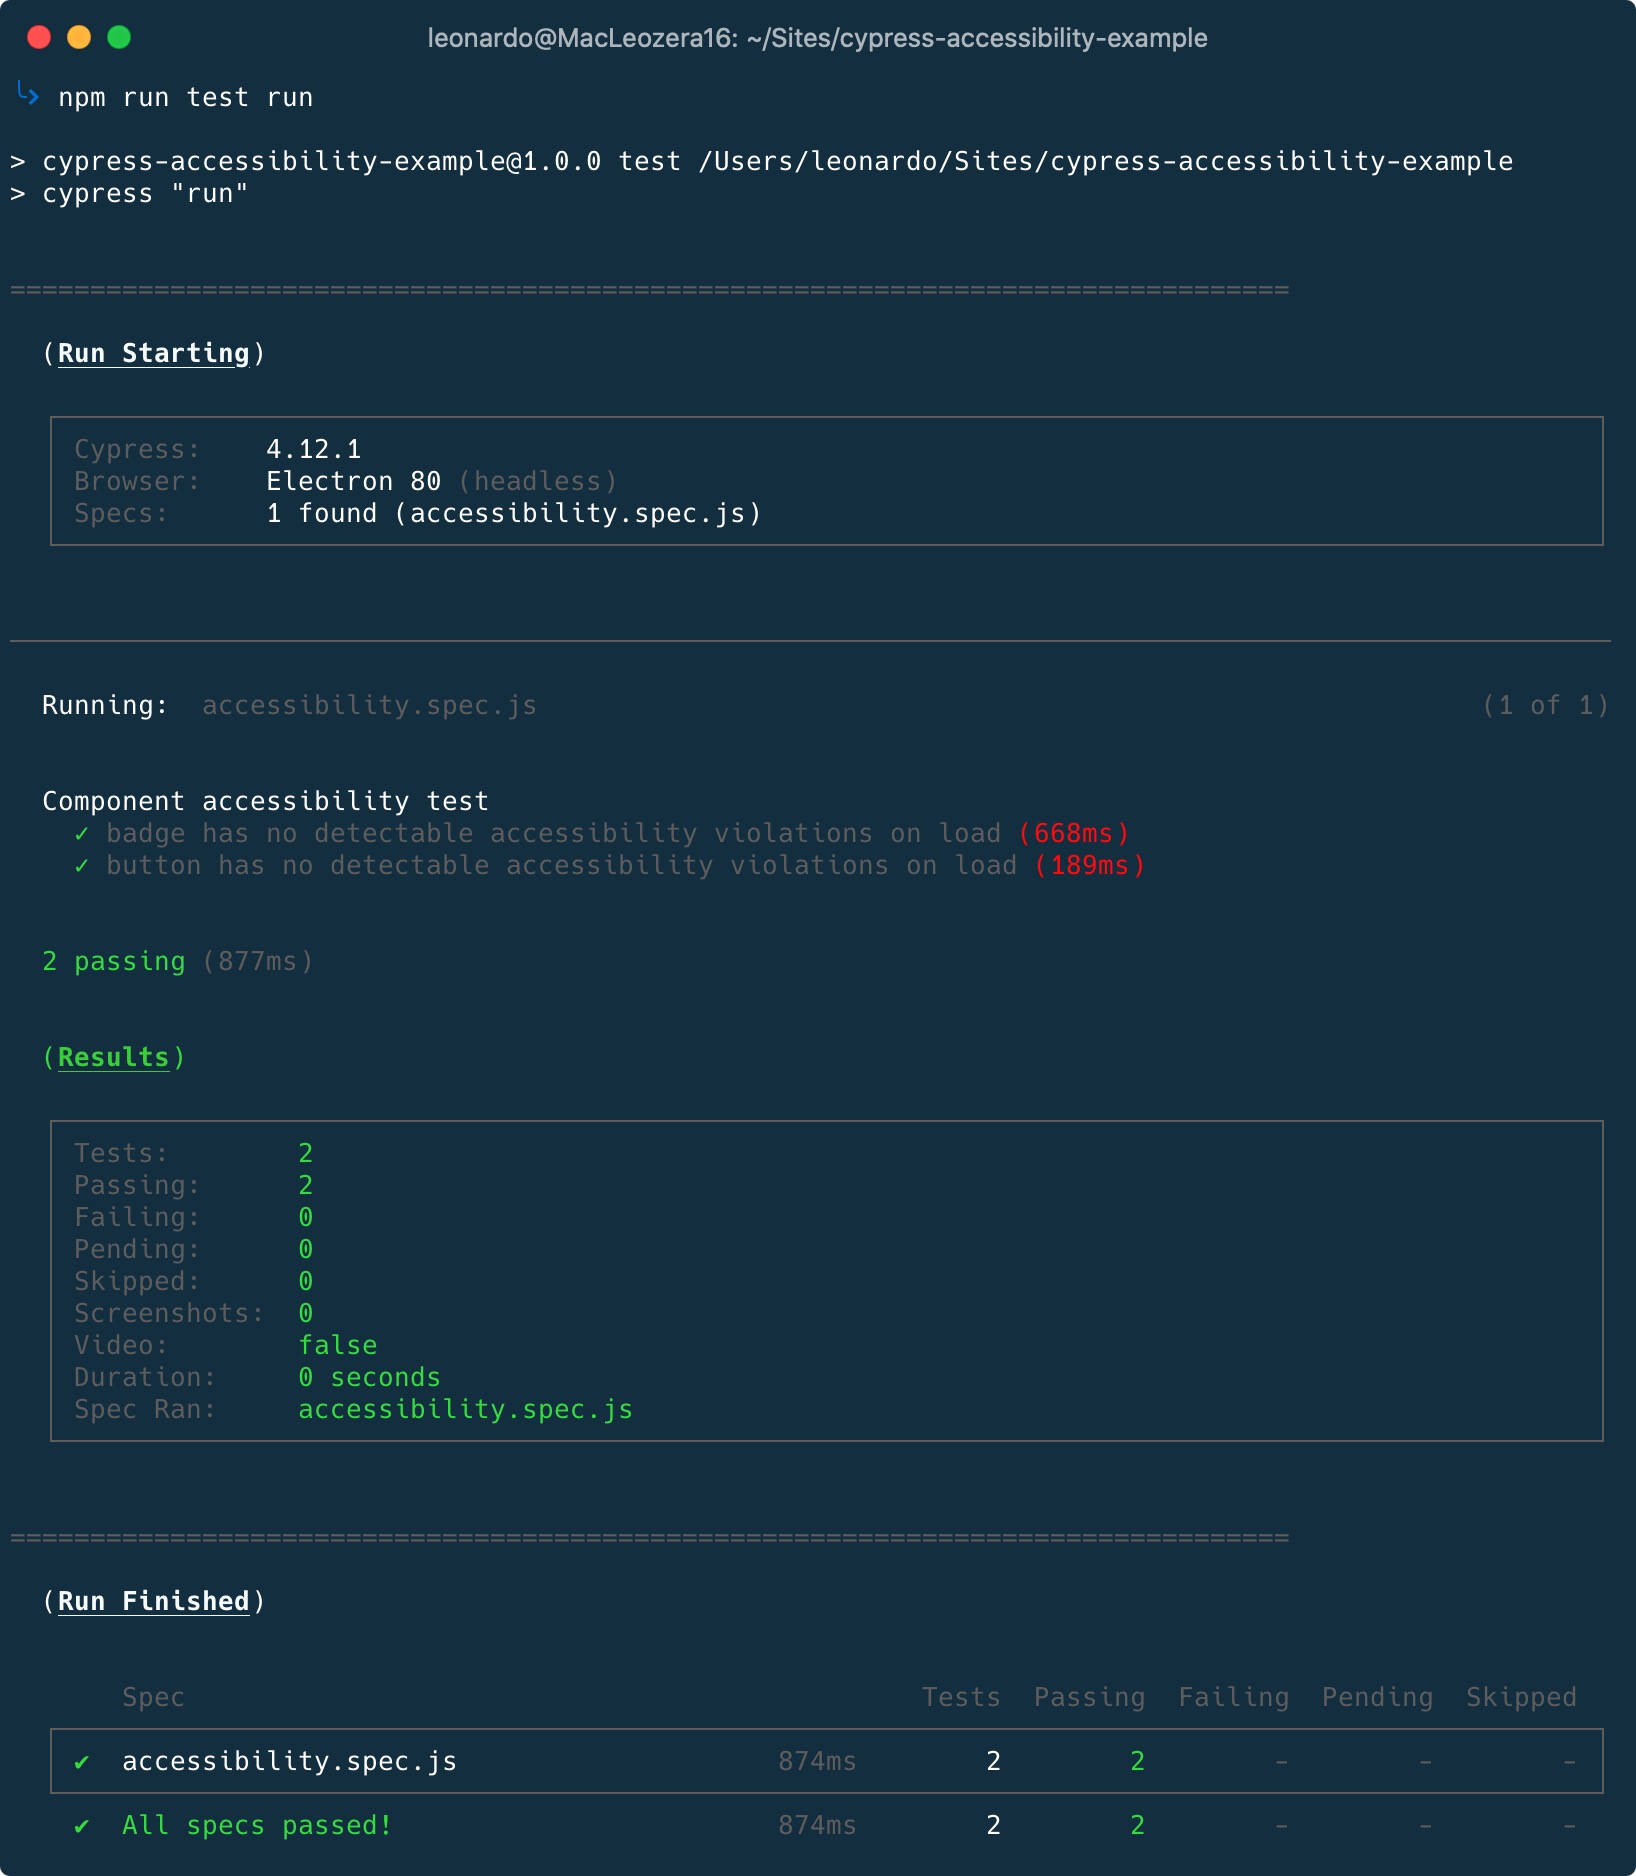 leonardo@MacLeozera16: ~/Sites/cypress-accessibility-example
npm run test run
> cypress-accessibility-example@1.0.0 test /Users/leonardo/Sites/cypress-accessibility-example
> cypress "run"
================================================================================
(Run Starting)
Cypress: 4.12.1
Browser: Electron 80 (headless)
Specs: 1 found (accessibility.spec.js)
Running: accessibility.spec.js (1 of 1)
Component accessibility test
✓ badge has no detectable accessibility violations on load (668ms)
✓ button has no detectable accessibility violations on load (189ms)
2 passing (877ms)
(Results)
Tests: 2
Passing: 2
Failing: 0
Pending: 0
Skipped: 0
Screenshots: 0
Video: false
Duration: 0 seconds
Spec Ran: accessibility.spec.js
================================================================================
(Run Finished)
Spec Tests Passing Failing Pending Skipped
✔ accessibility.spec.js 874ms 2 2 - - -
✔ All specs passed! 874ms 2 2 - - -